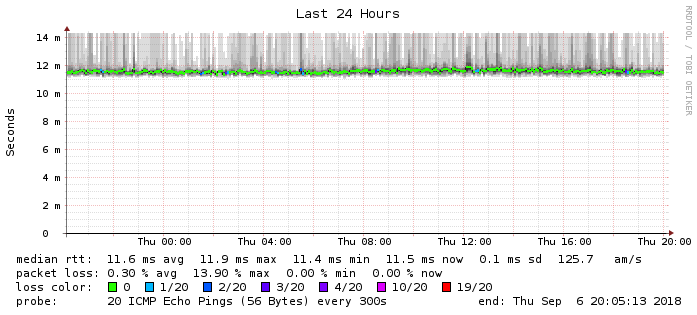 Last 24 Hours
RRDTOOL / TOBI OETIKER
Seconds
14 m
12 m
10 m
8 m
6 m
4 m
2 m
0
Thu 00:00 Thu 04:00 Thu 08:00 Thu 12:00 Thu 16:00 Thu 20:00
median rtt: 11.6 ms avg 11.9 ms max 11.4 ms min 11.5 ms now 0.1 ms sd 125.7 am/s
packet loss: 0.30 % avg 13.90 % max 0.00 % min 0.00 % now
loss color: 0 1/20 2/20 3/20 4/20 10/20 19/20
probe: 20 ICMP Echo Pings (56 Bytes) every 300s end: Thu Sep 6 20:05:13 2018